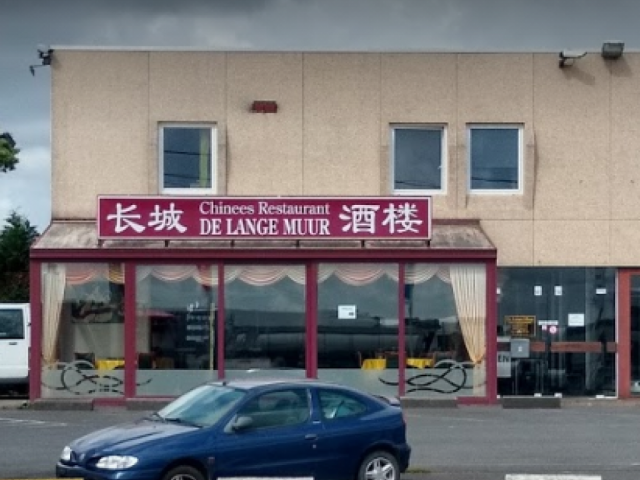 长城 Chinees Restaurant 酒楼
DE LANGE MUUR